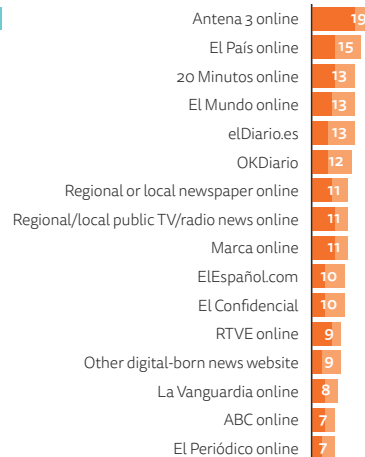 Antena 3 online 19
El País online 15
20 Minutos online 13
El Mundo online 13
elDiario.es 13
OKDiario 12
Regional or local newspaper online 11
Regional/local public TV/radio news online 11
Marca online 11
ElEspañol.com 10
El Confidencial 10
RTVE online 9
Other digital-born news website 9
La Vanguardia online 8
ABC online 7
El Periódico online 7